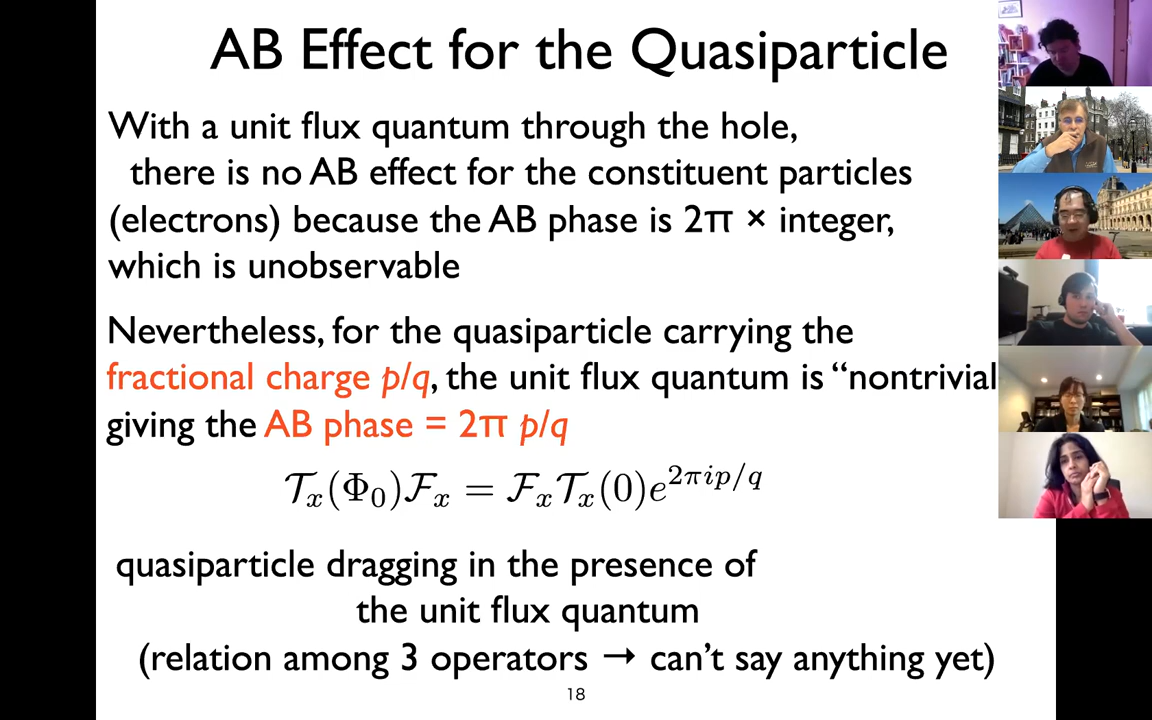 AB Effect for the Quasiparticle
With a unit flux quantum through the hole,
there is no AB effect for the constituent particles
(electrons) because the AB phase is 2π × integer,
which is unobservable
Nevertheless, for the quasiparticle carrying the
fractional charge p/q, the unit flux quantum is “nontrivial
giving the AB phase = 2π p/q
𝒯ₓ(Φ₀)ℱₓ = ℱₓ𝒯ₓ(0)e^{2πip/q}
quasiparticle dragging in the presence of
the unit flux quantum
(relation among 3 operators → can’t say anything yet)
18